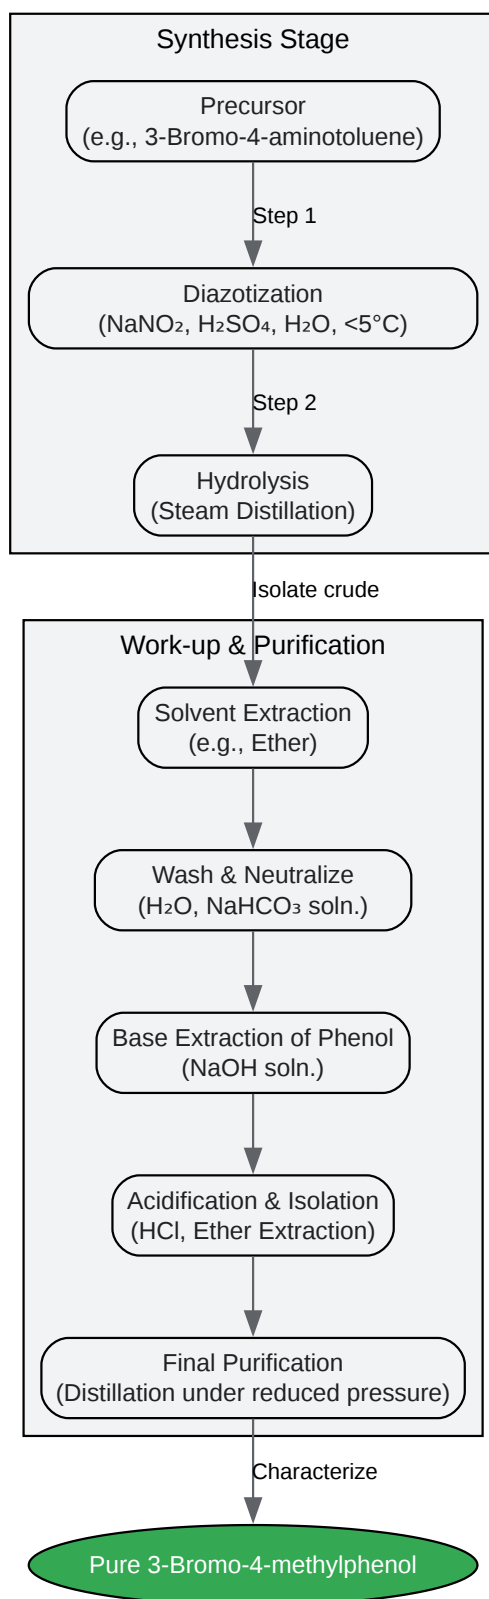 Synthesis Stage
Precursor
(e.g., 3-Bromo-4-aminotoluene)
Step 1
Diazotization
(NaNO₂, H₂SO₄, H₂O, <5°C)
Step 2
Hydrolysis
(Steam Distillation)
Isolate crude
Work-up & Purification
Solvent Extraction
(e.g., Ether)
Wash & Neutralize
(H₂O, NaHCO₃ soln.)
Base Extraction of Phenol
(NaOH soln.)
Acidification & Isolation
(HCl, Ether Extraction)
Final Purification
(Distillation under reduced pressure)
Characterize
Pure 3-Bromo-4-methylphenol